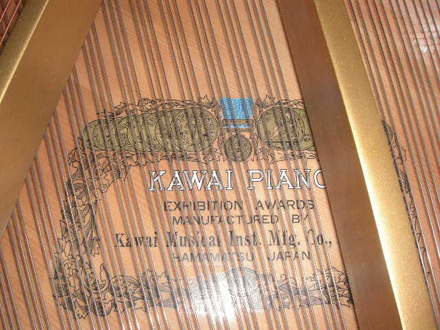 KAWAI PIANO
EXHIBITION AWARDS
MANUFACTURED BY
Kawai Musical Inst. Mfg. Co.,
HAMAMATSU JAPAN